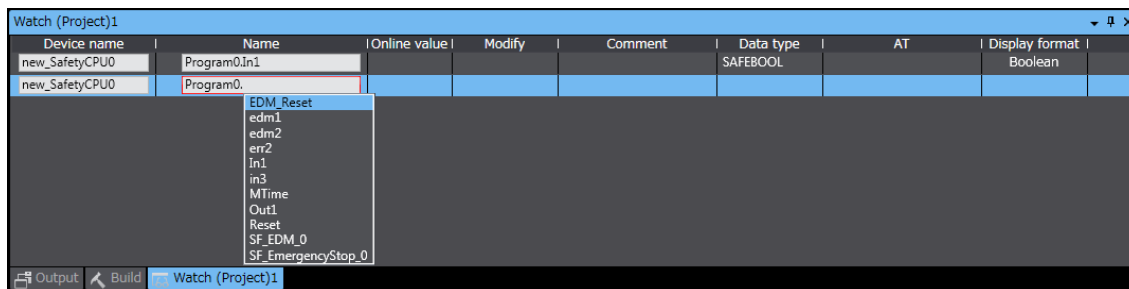 Watch (Project)1
Device name Name Online value Modify Comment Data type AT Display format
new_SafetyCPU0 Program0.In1 SAFEBOOL Boolean
new_SafetyCPU0 Program0.
EDM_Reset
edm1
edm2
err2
In1
in3
MTime
Out1
Reset
SF_EDM_0
SF_EmergencyStop_0
Output Build Watch (Project)1